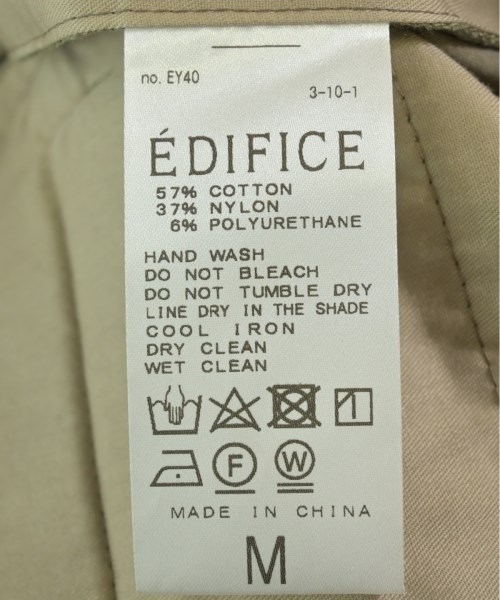 no. EY40
3-10-1
ÉDIFICE
57% COTTON
37% NYLON
6% POLYURETHANE
HAND WASH
DO NOT BLEACH
DO NOT TUMBLE DRY
LINE DRY IN THE SHADE
COOL IRON
DRY CLEAN
WET CLEAN
F W
MADE IN CHINA
M